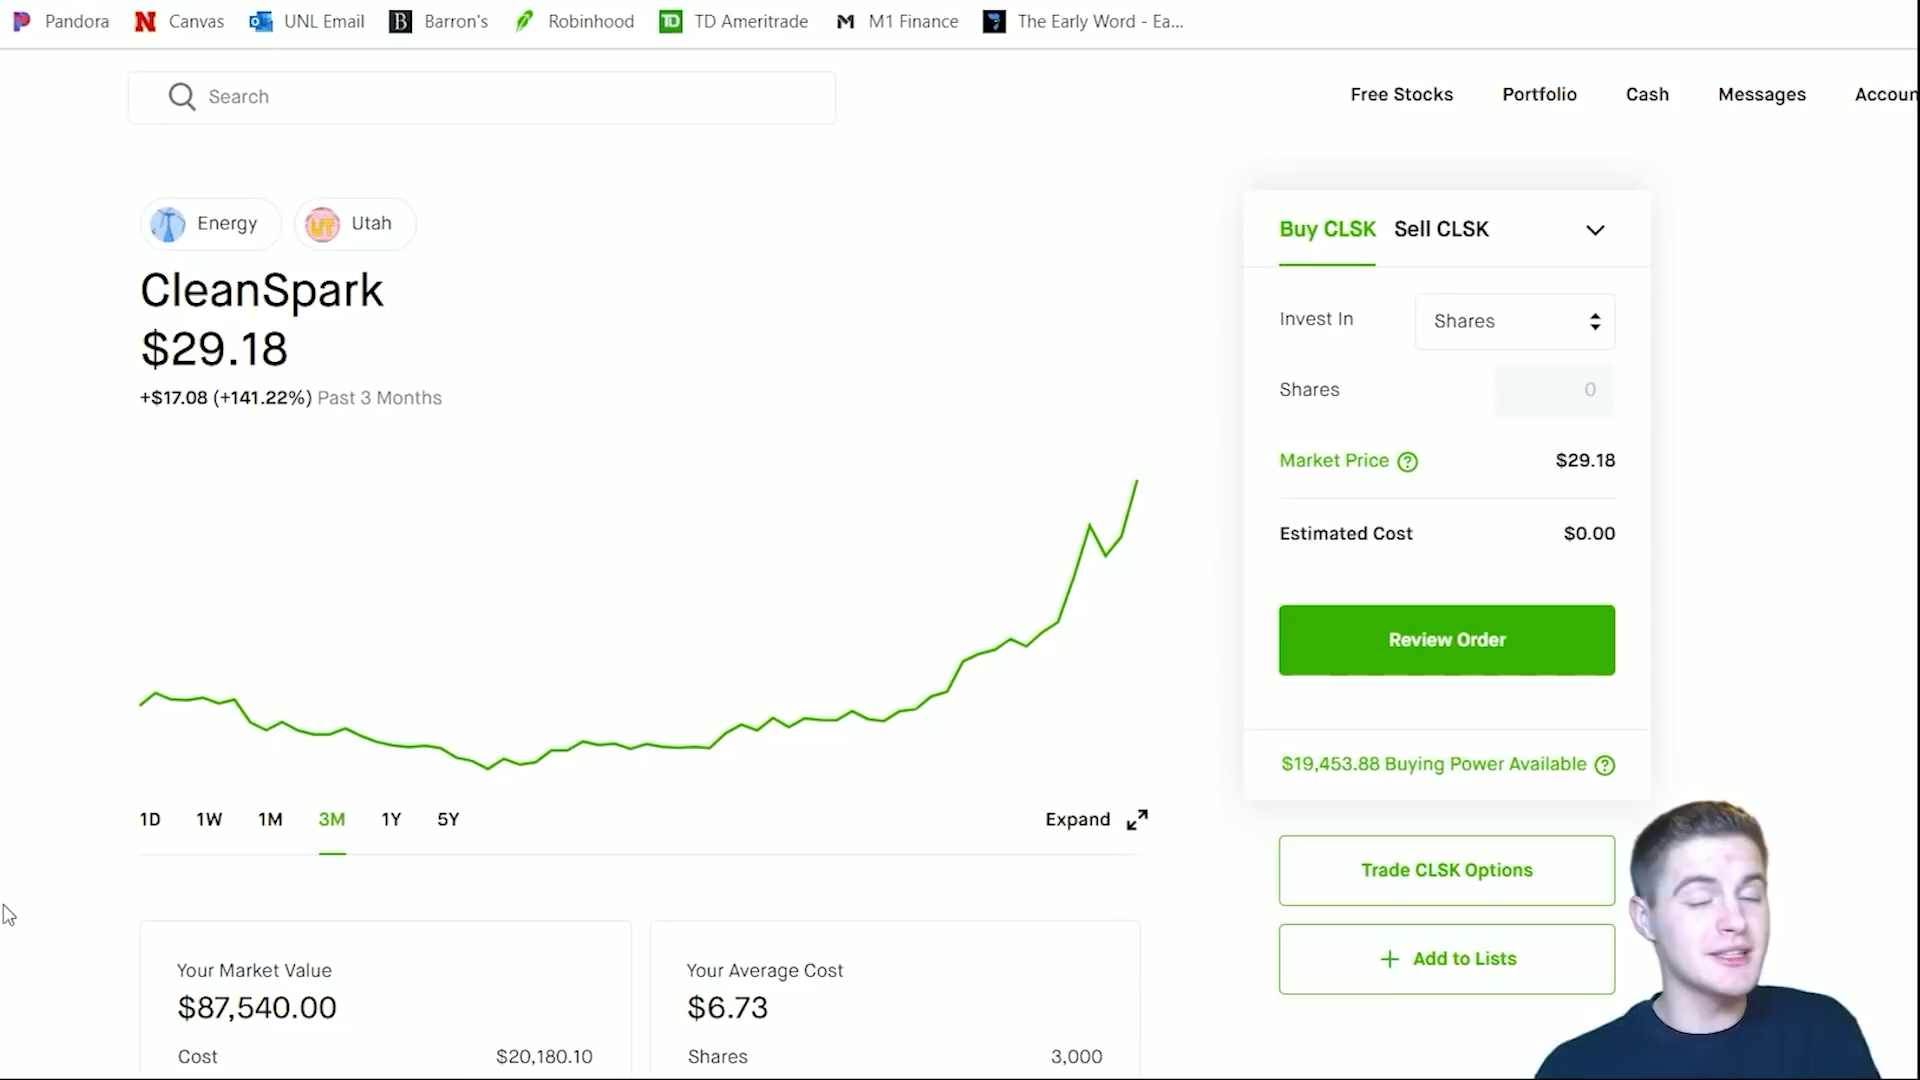 Pandora Canvas UNL Email Barron's Robinhood TD Ameritrade M1 Finance The Early Word - Ea...
Search
Free Stocks Portfolio Cash Messages Accoun
Energy Utah
CleanSpark
$29.18
+$17.08 (+141.22%) Past 3 Months
1D 1W 1M 3M 1Y 5Y
Expand
Your Market Value
$87,540.00
Cost $20,180.10
Your Average Cost
$6.73
Shares 3,000
Buy CLSK Sell CLSK
Invest In Shares
Shares 0
Market Price ? $29.18
Estimated Cost $0.00
Review Order
$19,453.88 Buying Power Available ?
Trade CLSK Options
+ Add to Lists